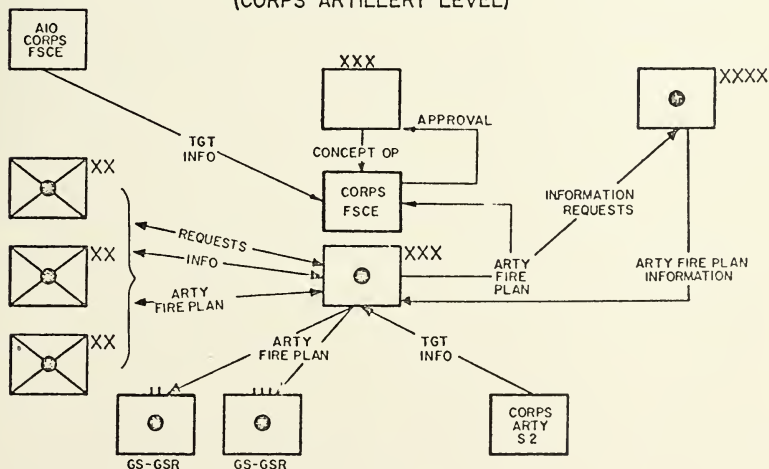 (CORPS ARTILLERY LEVEL)
AIO
CORPS
FSCE
XXX
XXXX
APPROVAL
TGT
INFO
CONCEPT OP
CORPS
FSCE
XX
INFORMATION
REQUESTS
REQUESTS
XXX
INFO
XX
ARTY
FIRE
PLAN
ARTY FIRE PLAN
INFORMATION
ARTY
FIRE PLAN
XX
ARTY
FIRE PLAN
TGT
INFO
II
III
CORPS
ARTY
S2
GS-GSR
GS-GSR